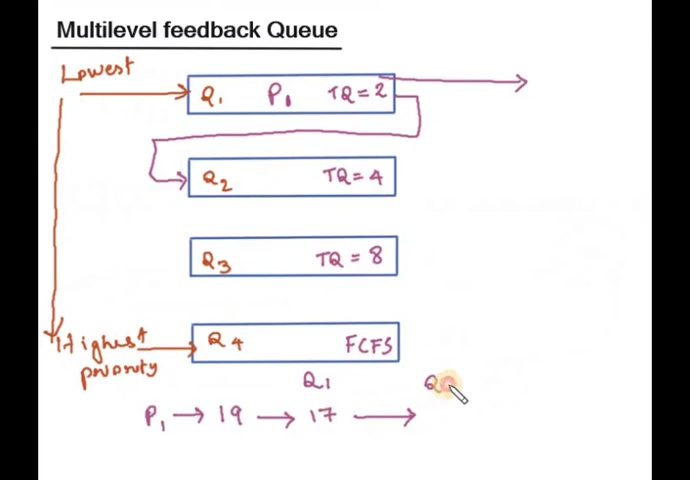 Multilevel feedback Queue
Lowest
Q1 P1 TQ = 2
Q2 TQ = 4
Q3 TQ = 8
Highest
priority
Q4 FCFS
Q1
P1 → 19 → 17 →